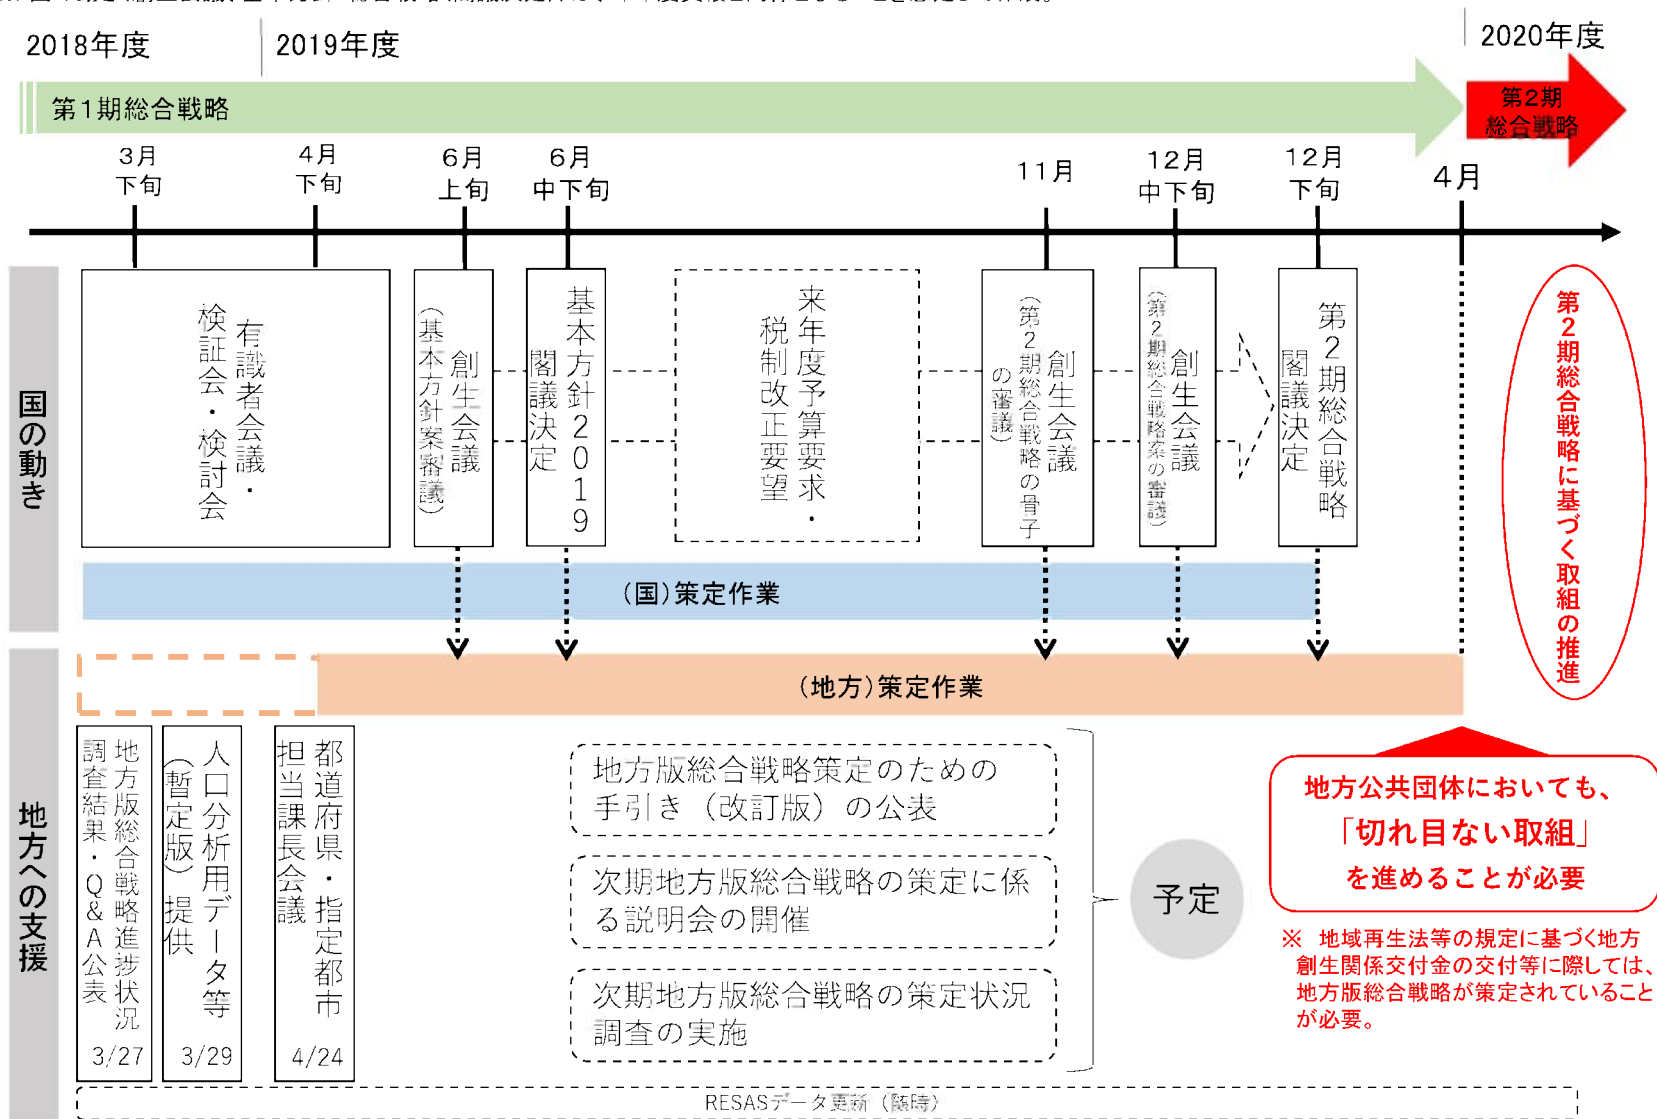 2018年度
2019年度
2020年度
第1期総合戦略
第2期
総合戦略
3月
下旬
4月
下旬
6月
上旬
6月
中下旬
11月
12月
中下旬
12月
下旬
4月
国の動き
有識者会議・
検証会・検討会
創生会議
（基本方針案審議）
基本方針2019
閣議決定
来年度予算要求・
税制改正要望
創生会議
（第2期総合戦略の骨子
の審議）
創生会議
（第2期総合戦略案の審議）
第2期総合戦略
閣議決定
第2期総合戦略に基づく取組の推進
（国）策定作業
（地方）策定作業
地方への支援
地方版総合戦略進捗状況
調査結果・Q&A公表
3/27
人口分析用データ等
（暫定版）提供
3/29
都道府県・指定都市
担当課長会議
4/24
地方版総合戦略策定のための
手引き（改訂版）の公表
次期地方版総合戦略の策定に係
る説明会の開催
次期地方版総合戦略の策定状況
調査の実施
予定
地方公共団体においても、
「切れ目ない取組」
を進めることが必要
※ 地域再生法等の規定に基づく地方
創生関係交付金の交付等に際しては、
地方版総合戦略が策定されていること
が必要。
RESASデータ更新（随時）